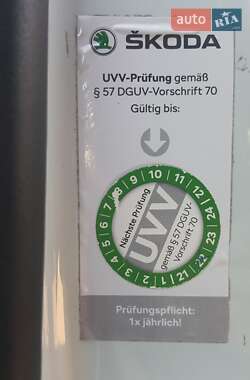 auto RIA
ŠKODA
UVV-Prüfung gemäß
§ 57 DGUV-Vorschrift 70
Gültig bis:
1 2 3 4 5 6 7 8 9 10 11 12
21 22 23 24
Nächste Prüfung
UVV
gemäß § 57 DGUV-
Vorschrift 70
Prüfungspflicht:
1x jährlich!